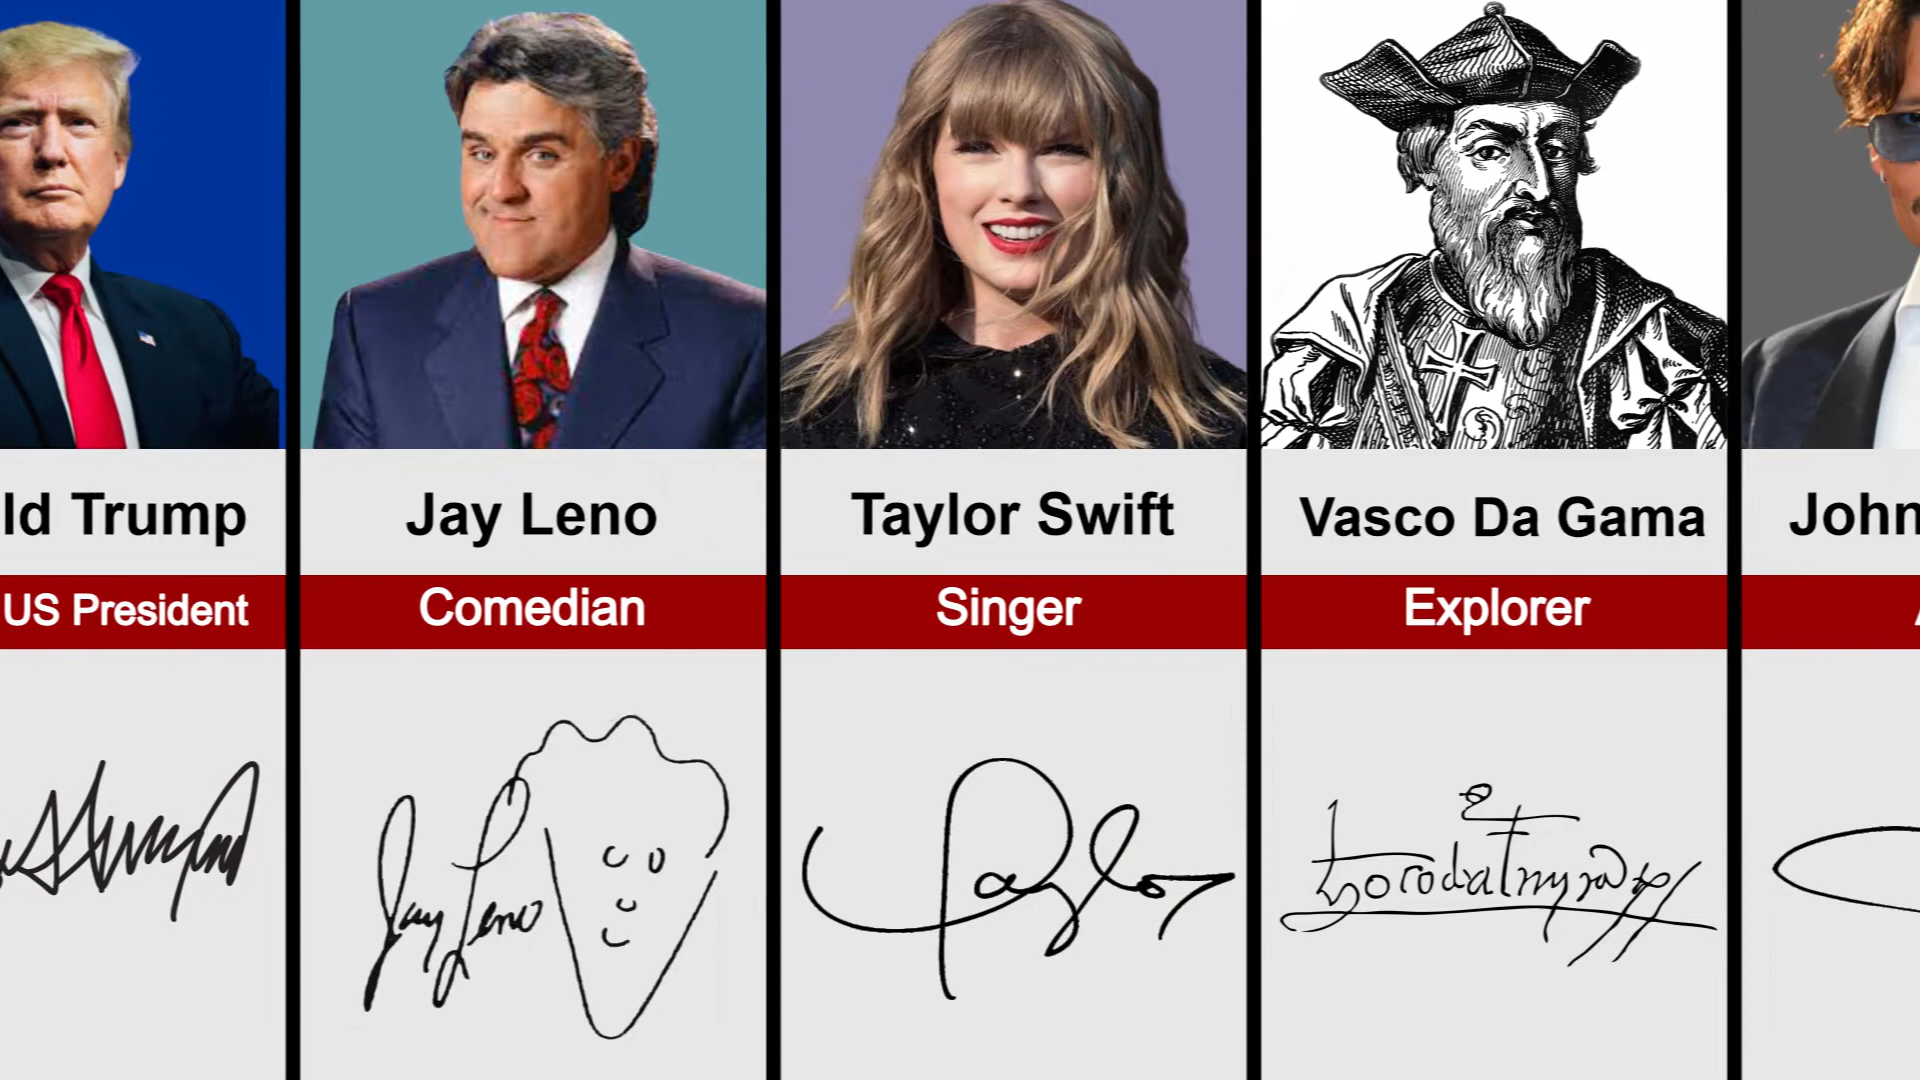 ld Trump
Jay Leno
Taylor Swift
Vasco Da Gama
John
US President
Comedian
Singer
Explorer
Jay Leno
Taylor